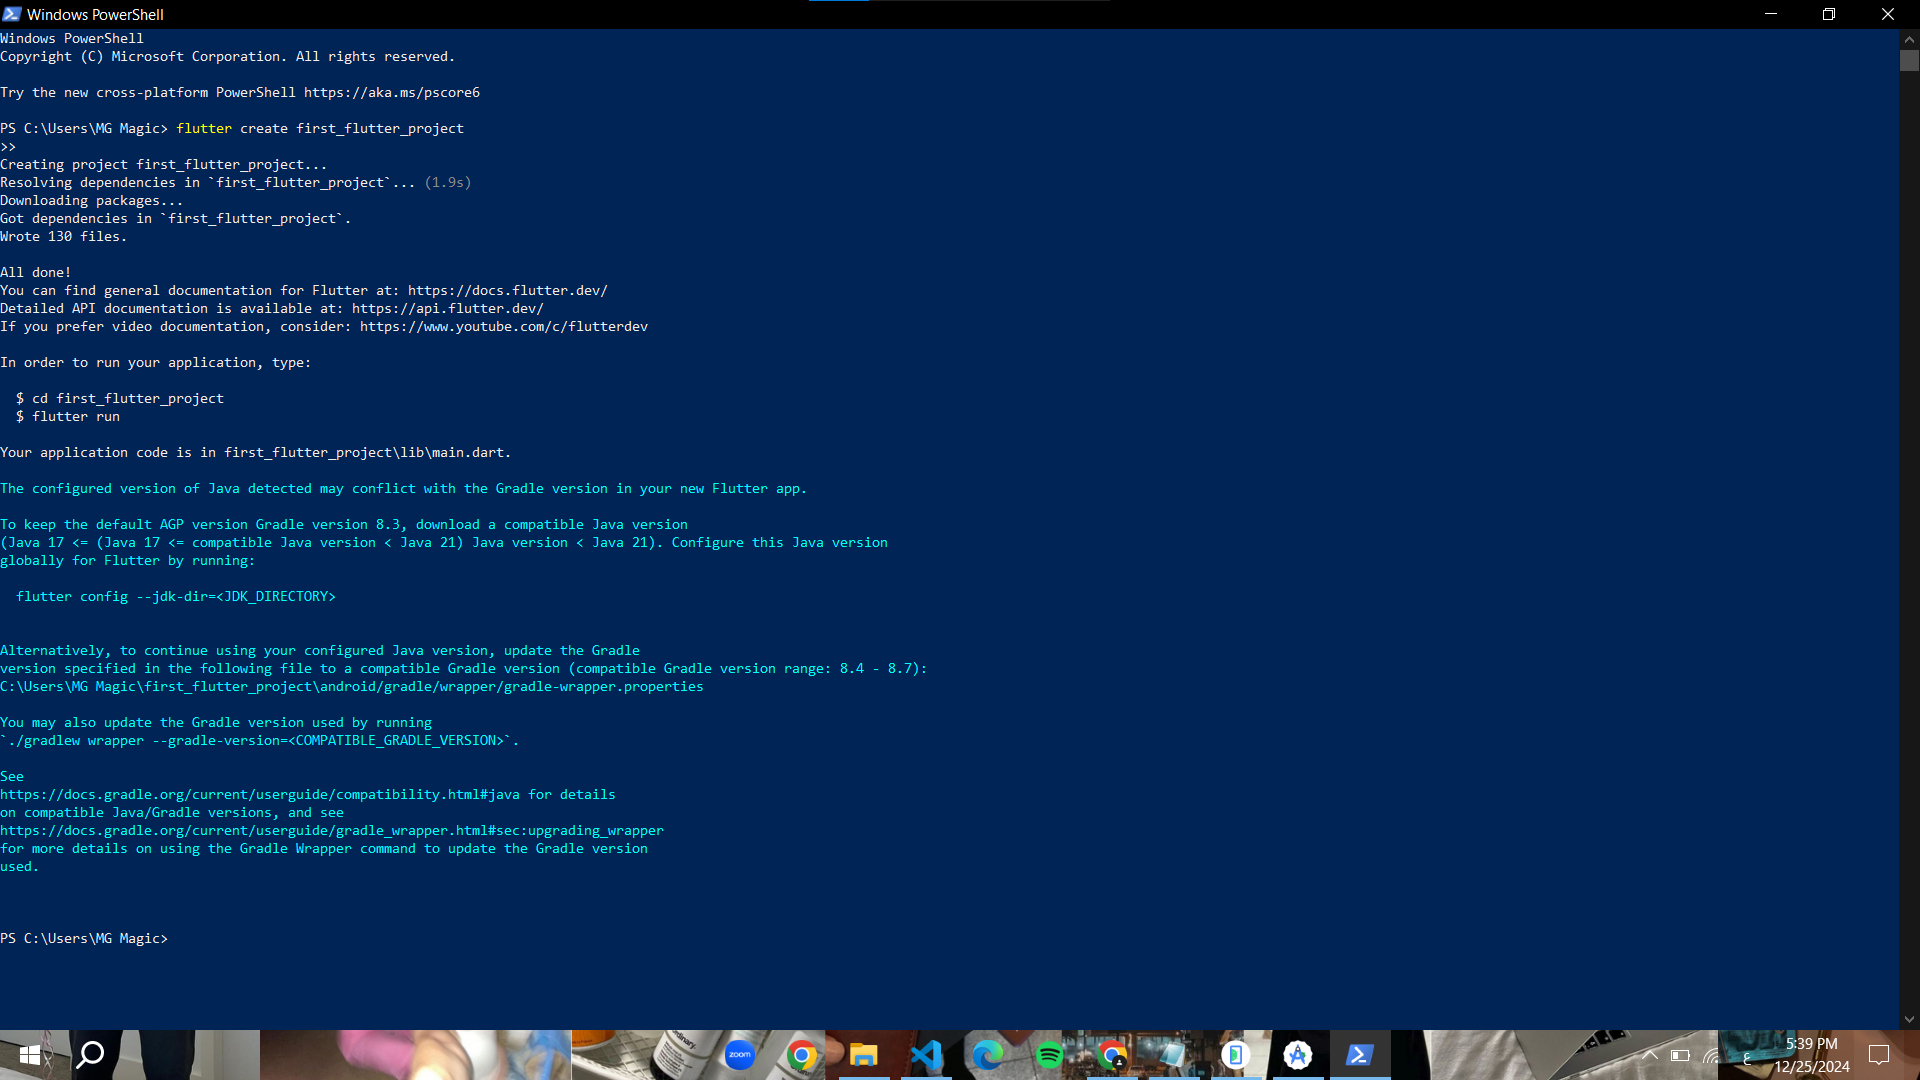 Windows PowerShell
Windows PowerShell
Copyright (C) Microsoft Corporation. All rights reserved.
Try the new cross-platform PowerShell https://aka.ms/pscore6
PS C:\Users\MG Magic> flutter create first_flutter_project
>>
Creating project first_flutter_project...
Resolving dependencies in `first_flutter_project`... (1.9s)
Downloading packages...
Got dependencies in `first_flutter_project`.
Wrote 130 files.
All done!
You can find general documentation for Flutter at: https://docs.flutter.dev/
Detailed API documentation is available at: https://api.flutter.dev/
If you prefer video documentation, consider: https://www.youtube.com/c/flutterdev
In order to run your application, type:
$ cd first_flutter_project
$ flutter run
Your application code is in first_flutter_project\lib\main.dart.
The configured version of Java detected may conflict with the Gradle version in your new Flutter app.
To keep the default AGP version Gradle version 8.3, download a compatible Java version
(Java 17 <= (Java 17 <= compatible Java version < Java 21) Java version < Java 21). Configure this Java version
globally for Flutter by running:
flutter config --jdk-dir=<JDK_DIRECTORY>
Alternatively, to continue using your configured Java version, update the Gradle
version specified in the following file to a compatible Gradle version (compatible Gradle version range: 8.4 - 8.7):
C:\Users\MG Magic\first_flutter_project\android/gradle/wrapper/gradle-wrapper.properties
You may also update the Gradle version used by running
`./gradlew wrapper --gradle-version=<COMPATIBLE_GRADLE_VERSION>`.
See
https://docs.gradle.org/current/userguide/compatibility.html#java for details
on compatible Java/Gradle versions, and see
https://docs.gradle.org/current/userguide/gradle_wrapper.html#sec:upgrading_wrapper
for more details on using the Gradle Wrapper command to update the Gradle version
used.
PS C:\Users\MG Magic>
zoom
ع
5:39 PM
12/25/2024